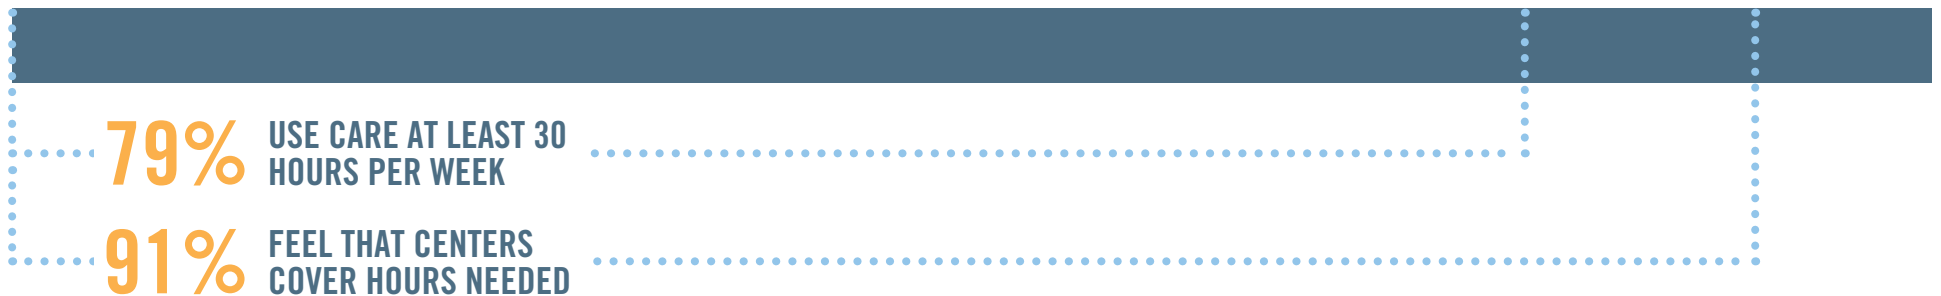 79% USE CARE AT LEAST 30
HOURS PER WEEK
91% FEEL THAT CENTERS
COVER HOURS NEEDED